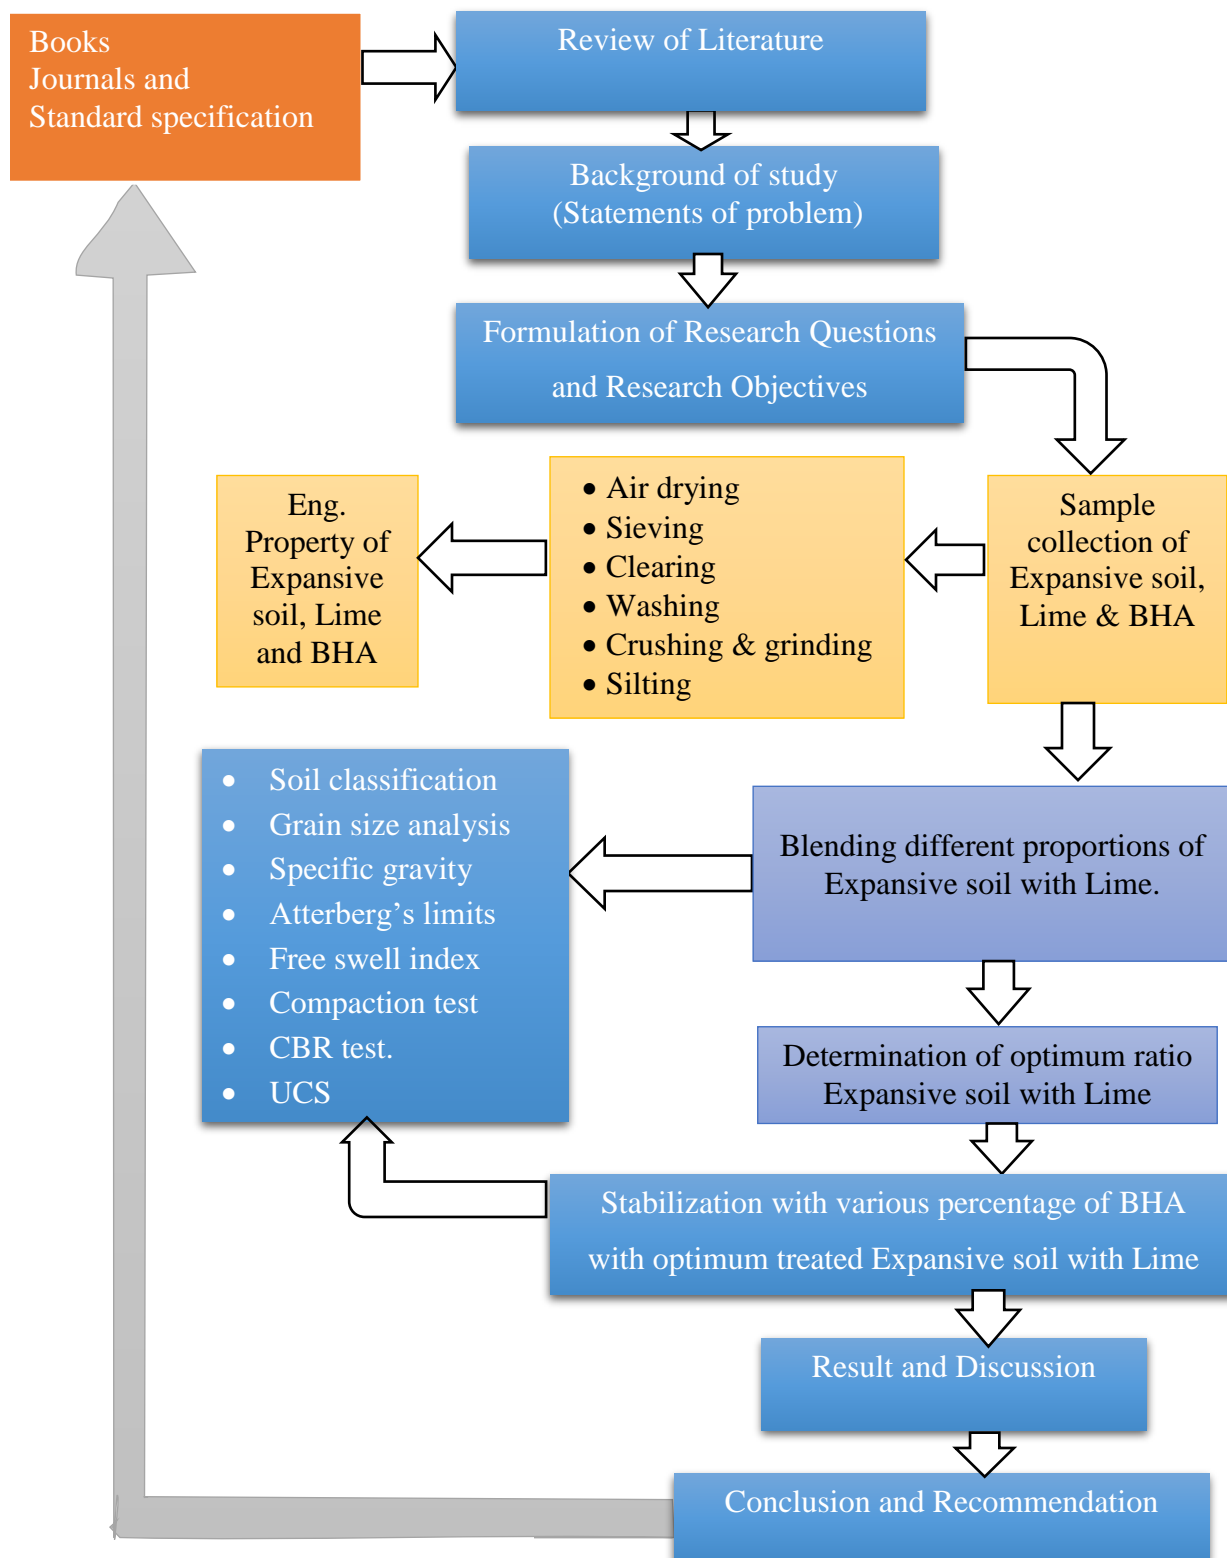 Books
Journals and
Standard specification
Review of Literature
Background of study
(Statements of problem)
Formulation of Research Questions
and Research Objectives
Eng.
Property of
Expansive
soil, Lime
and BHA
• Air drying
• Sieving
• Clearing
• Washing
• Crushing & grinding
• Silting
Sample
collection of
Expansive soil,
Lime & BHA
• Soil classification
• Grain size analysis
• Specific gravity
• Atterberg’s limits
• Free swell index
• Compaction test
• CBR test.
• UCS
Blending different proportions of
Expansive soil with Lime.
Determination of optimum ratio
Expansive soil with Lime
Stabilization with various percentage of BHA
with optimum treated Expansive soil with Lime
Result and Discussion
Conclusion and Recommendation